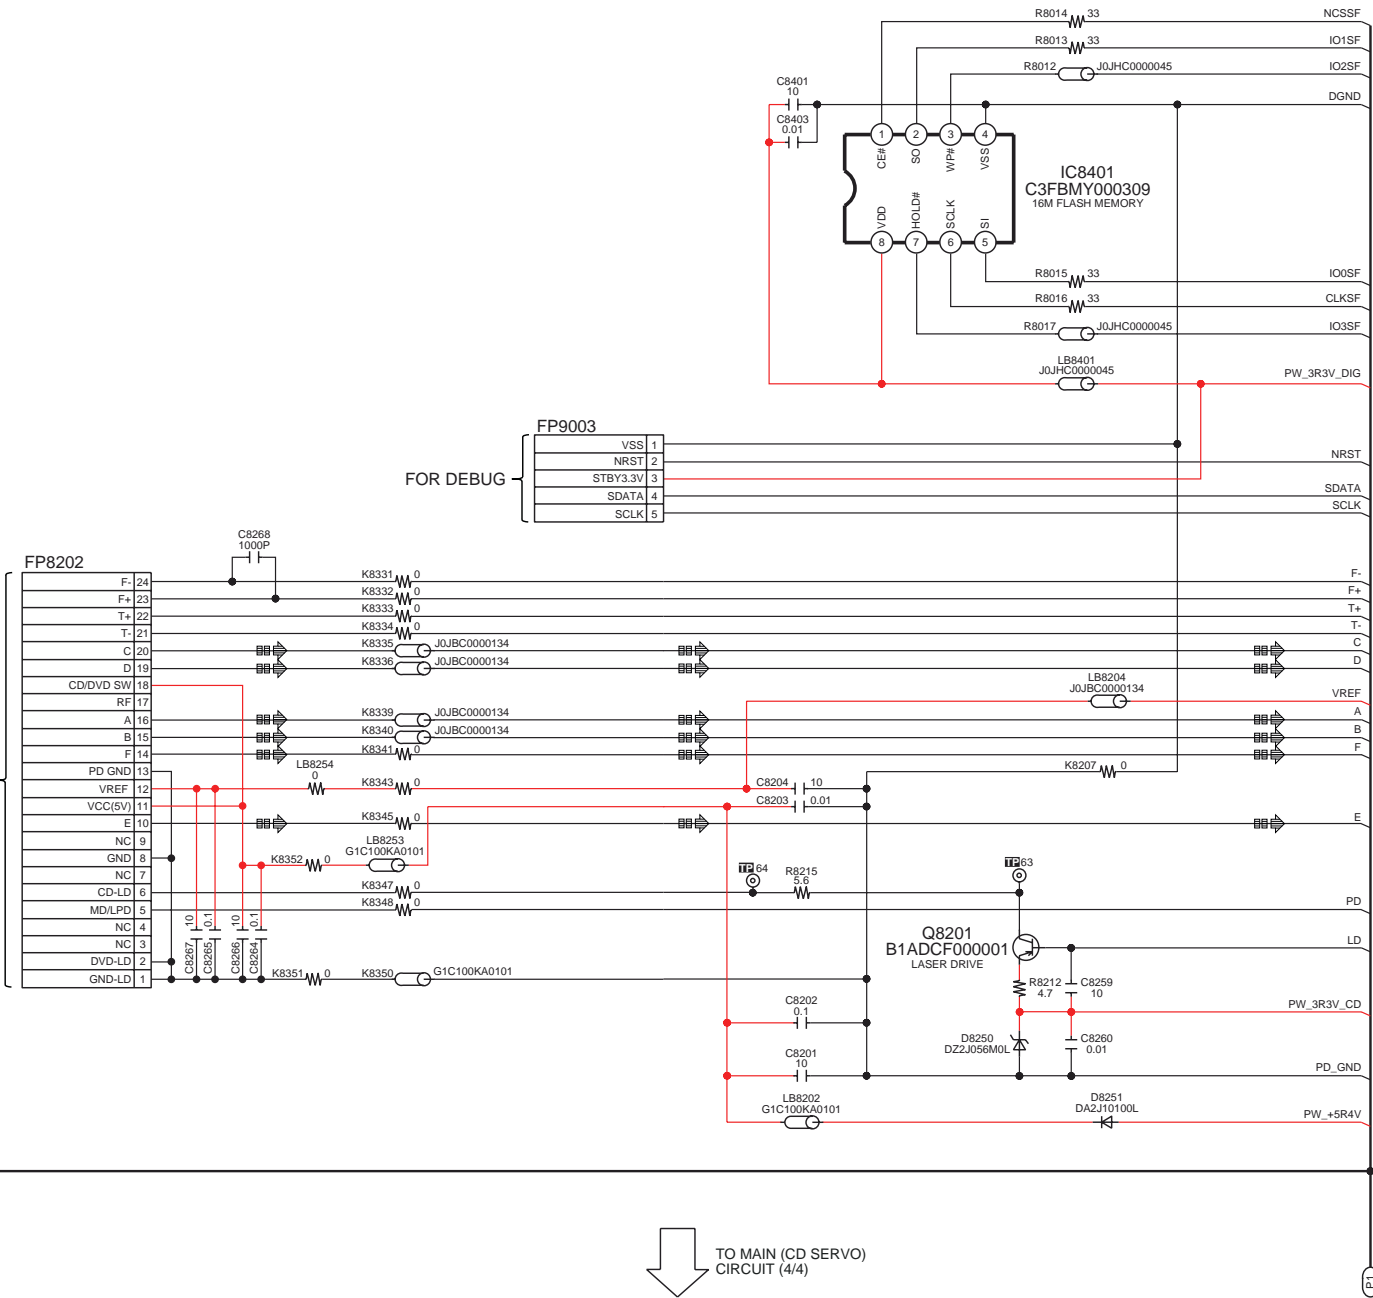 R8014 33 NCSSF
R8013 33 IO1SF
R8012 J0JHC0000045 IO2SF
C8401
10
DGND
C8403
0.01
1 2 3 4
CE# SO WP# VSS
IC8401
C3FBMY000309
16M FLASH MEMORY
VDD HOLD# SCLK SI
8 7 6 5
R8015 33 IO0SF
R8016 33 CLKSF
R8017 J0JHC0000045 IO3SF
LB8401
J0JHC0000045
PW_3R3V_DIG
FP9003
FOR DEBUG
VSS 1
NRST 2 NRST
STBY3.3V 3
SDATA 4 SDATA
SCLK 5 SCLK
C8268
1000P
FP8202
F- 24 K8331 0 F-
F+ 23 K8332 0 F+
T+ 22 K8333 0 T+
T- 21 K8334 0 T-
C 20 K8335 J0JBC0000134 C
D 19 K8336 J0JBC0000134 D
CD/DVD SW 18
LB8204
J0JBC0000134
VREF
RF 17
A 16 K8339 J0JBC0000134 A
B 15 K8340 J0JBC0000134 B
F 14 K8341 0 F
PD GND 13
LB8254
0
K8207 0
VREF 12 K8343 0 C8204 10
VCC(5V) 11 C8203 0.01
E 10 K8345 0 E
NC 9
LB8253
G1C100KA0101
GND 8 K8352 0
NC 7
TP 64
R8215
5.6
TP 63
CD-LD 6 K8347 0
MD/LPD 5 K8348 0 PD
NC 4
NC 3
DVD-LD 2
GND-LD 1
C8267 10
C8265 0.1
C8266 10
C8264 0.1
K8351 0 K8350 G1C100KA0101
Q8201
B1ADCF000001
LASER DRIVE
LD
R8212
4.7
C8259
10
C8202
0.1
PW_3R3V_CD
D8250
DZ2J056M0L
C8260
0.01
C8201
10
PD_GND
LB8202
G1C100KA0101
D8251
DA2J10100L
PW_+5R4V
TO MAIN (CD SERVO)
CIRCUIT (4/4)
P1